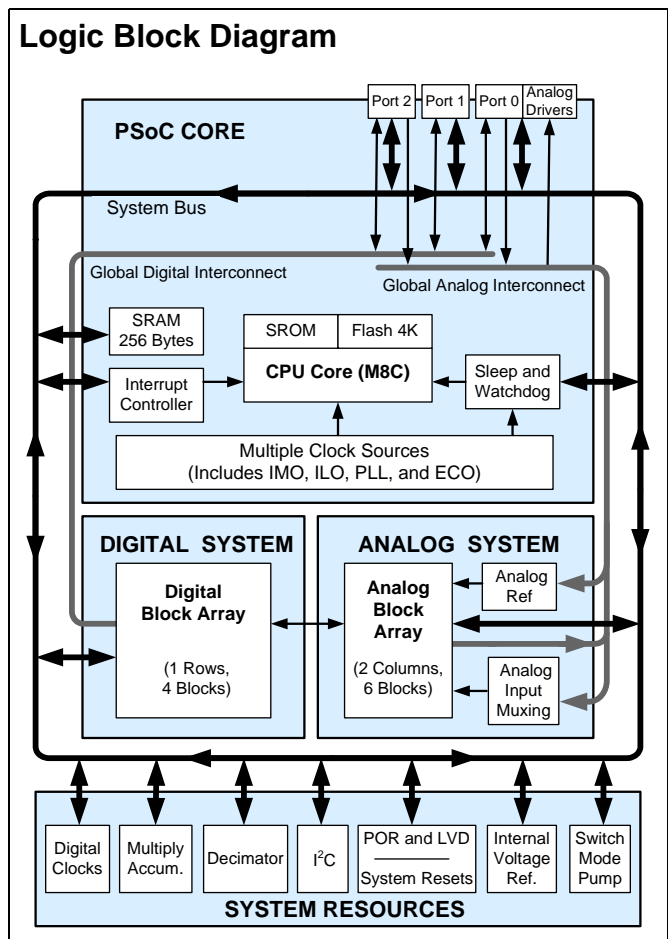 Logic Block Diagram
Port 2
Port 1
Port 0
Analog
Drivers
PSoC CORE
System Bus
Global Digital Interconnect
Global Analog Interconnect
SRAM
256 Bytes
SROM
Flash 4K
CPU Core (M8C)
Interrupt
Controller
Sleep and
Watchdog
Multiple Clock Sources
(Includes IMO, ILO, PLL, and ECO)
DIGITAL SYSTEM
Digital
Block Array
(1 Rows,
4 Blocks)
ANALOG SYSTEM
Analog
Block
Array
(2 Columns,
6 Blocks)
Analog
Ref
Analog
Input
Muxing
Digital
Clocks
Multiply
Accum.
Decimator
I²C
POR and LVD
System Resets
Internal
Voltage
Ref.
Switch
Mode
Pump
SYSTEM RESOURCES